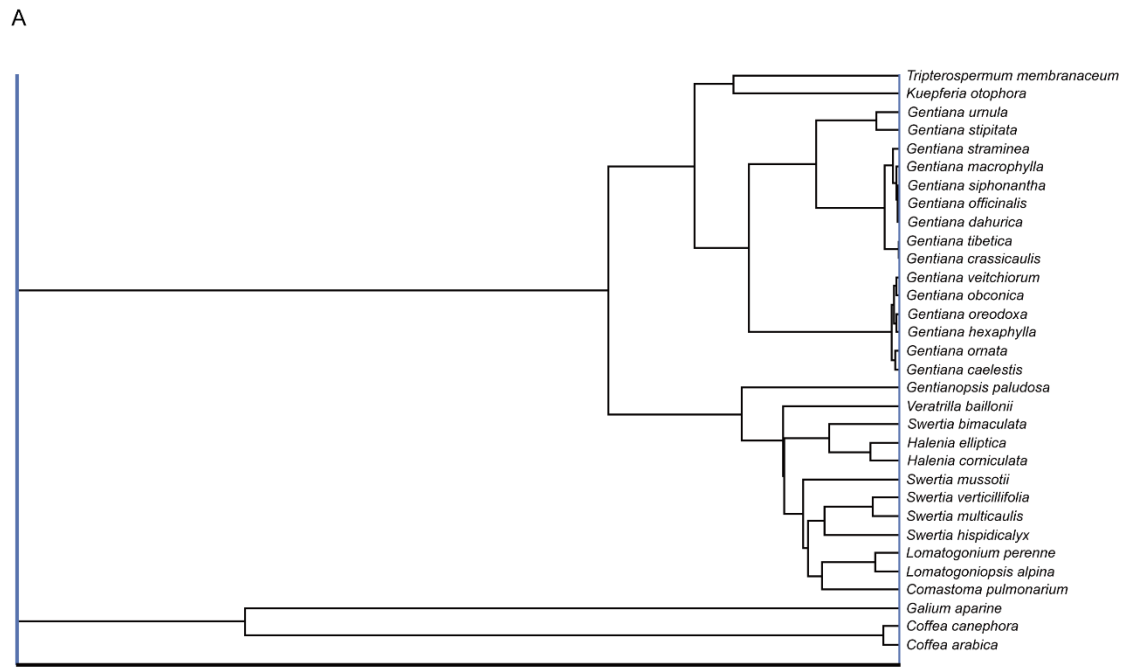 A
Tripterospermum membranaceum
Kuepferia otophora
Gentiana urnula
Gentiana stipitata
Gentiana straminea
Gentiana macrophylla
Gentiana siphonantha
Gentiana officinalis
Gentiana dahurica
Gentiana tibetica
Gentiana crassicaulis
Gentiana veitchiorum
Gentiana obconica
Gentiana oreodoxa
Gentiana hexaphylla
Gentiana ornata
Gentiana caelestis
Gentianopsis paludosa
Veratrilla baillonii
Swertia bimaculata
Halenia elliptica
Halenia corniculata
Swertia mussotii
Swertia verticillifolia
Swertia multicaulis
Swertia hispidicalyx
Lomatogonium perenne
Lomatogoniopsis alpina
Comastoma pulmonarium
Galium aparine
Coffea canephora
Coffea arabica